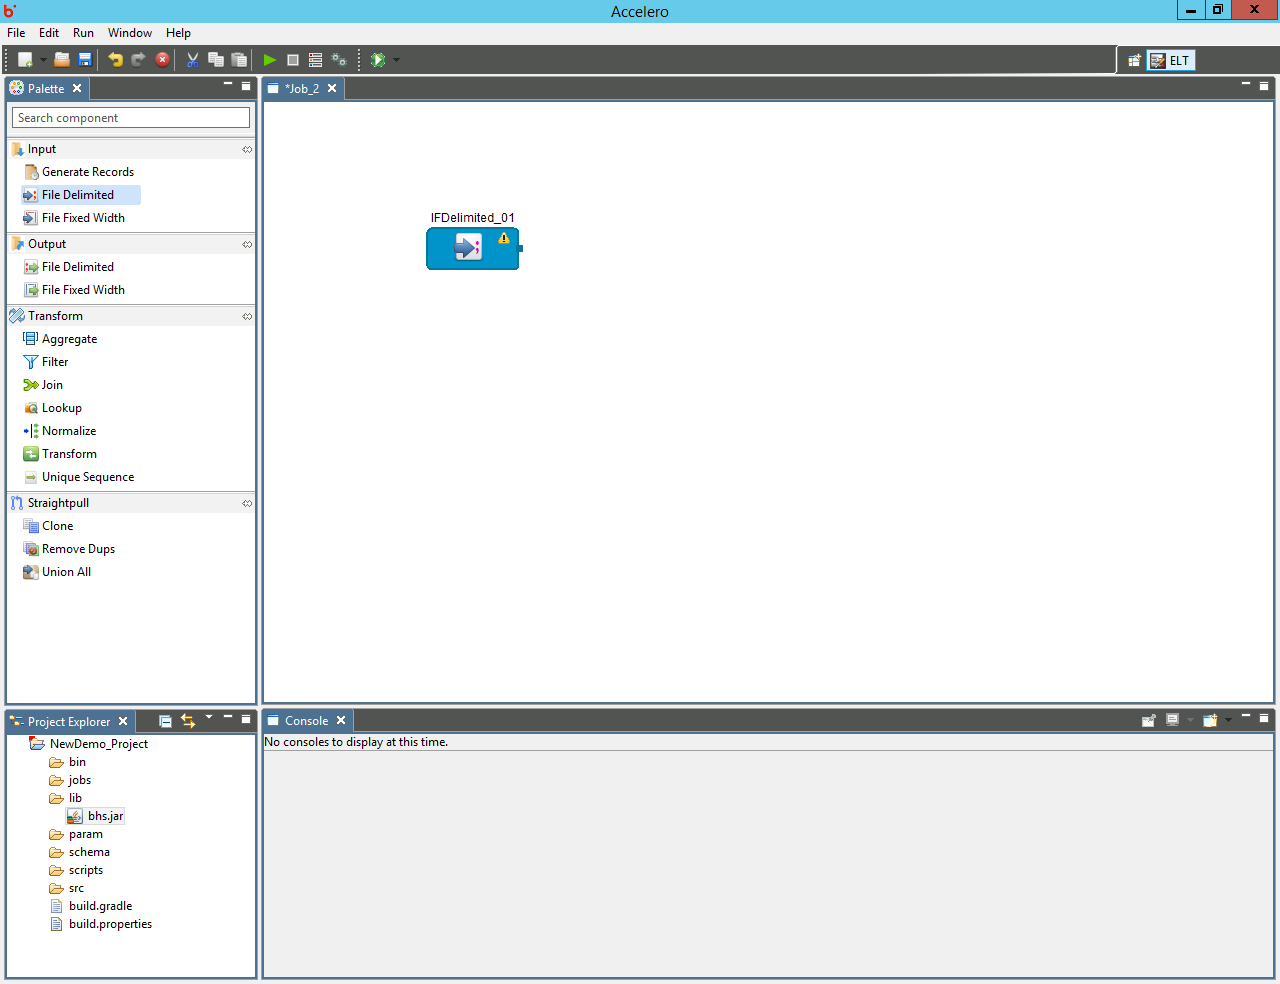 Accelero
File Edit Run Window Help
ELT
Palette
Search component
Input
Generate Records
File Delimited
File Fixed Width
Output
File Delimited
File Fixed Width
Transform
Aggregate
Filter
Join
Lookup
Normalize
Transform
Unique Sequence
Straightpull
Clone
Remove Dups
Union All
*Job_2
IFDelimited_01
Project Explorer
NewDemo_Project
bin
jobs
lib
bhs.jar
param
schema
scripts
src
build.gradle
build.properties
Console
No consoles to display at this time.